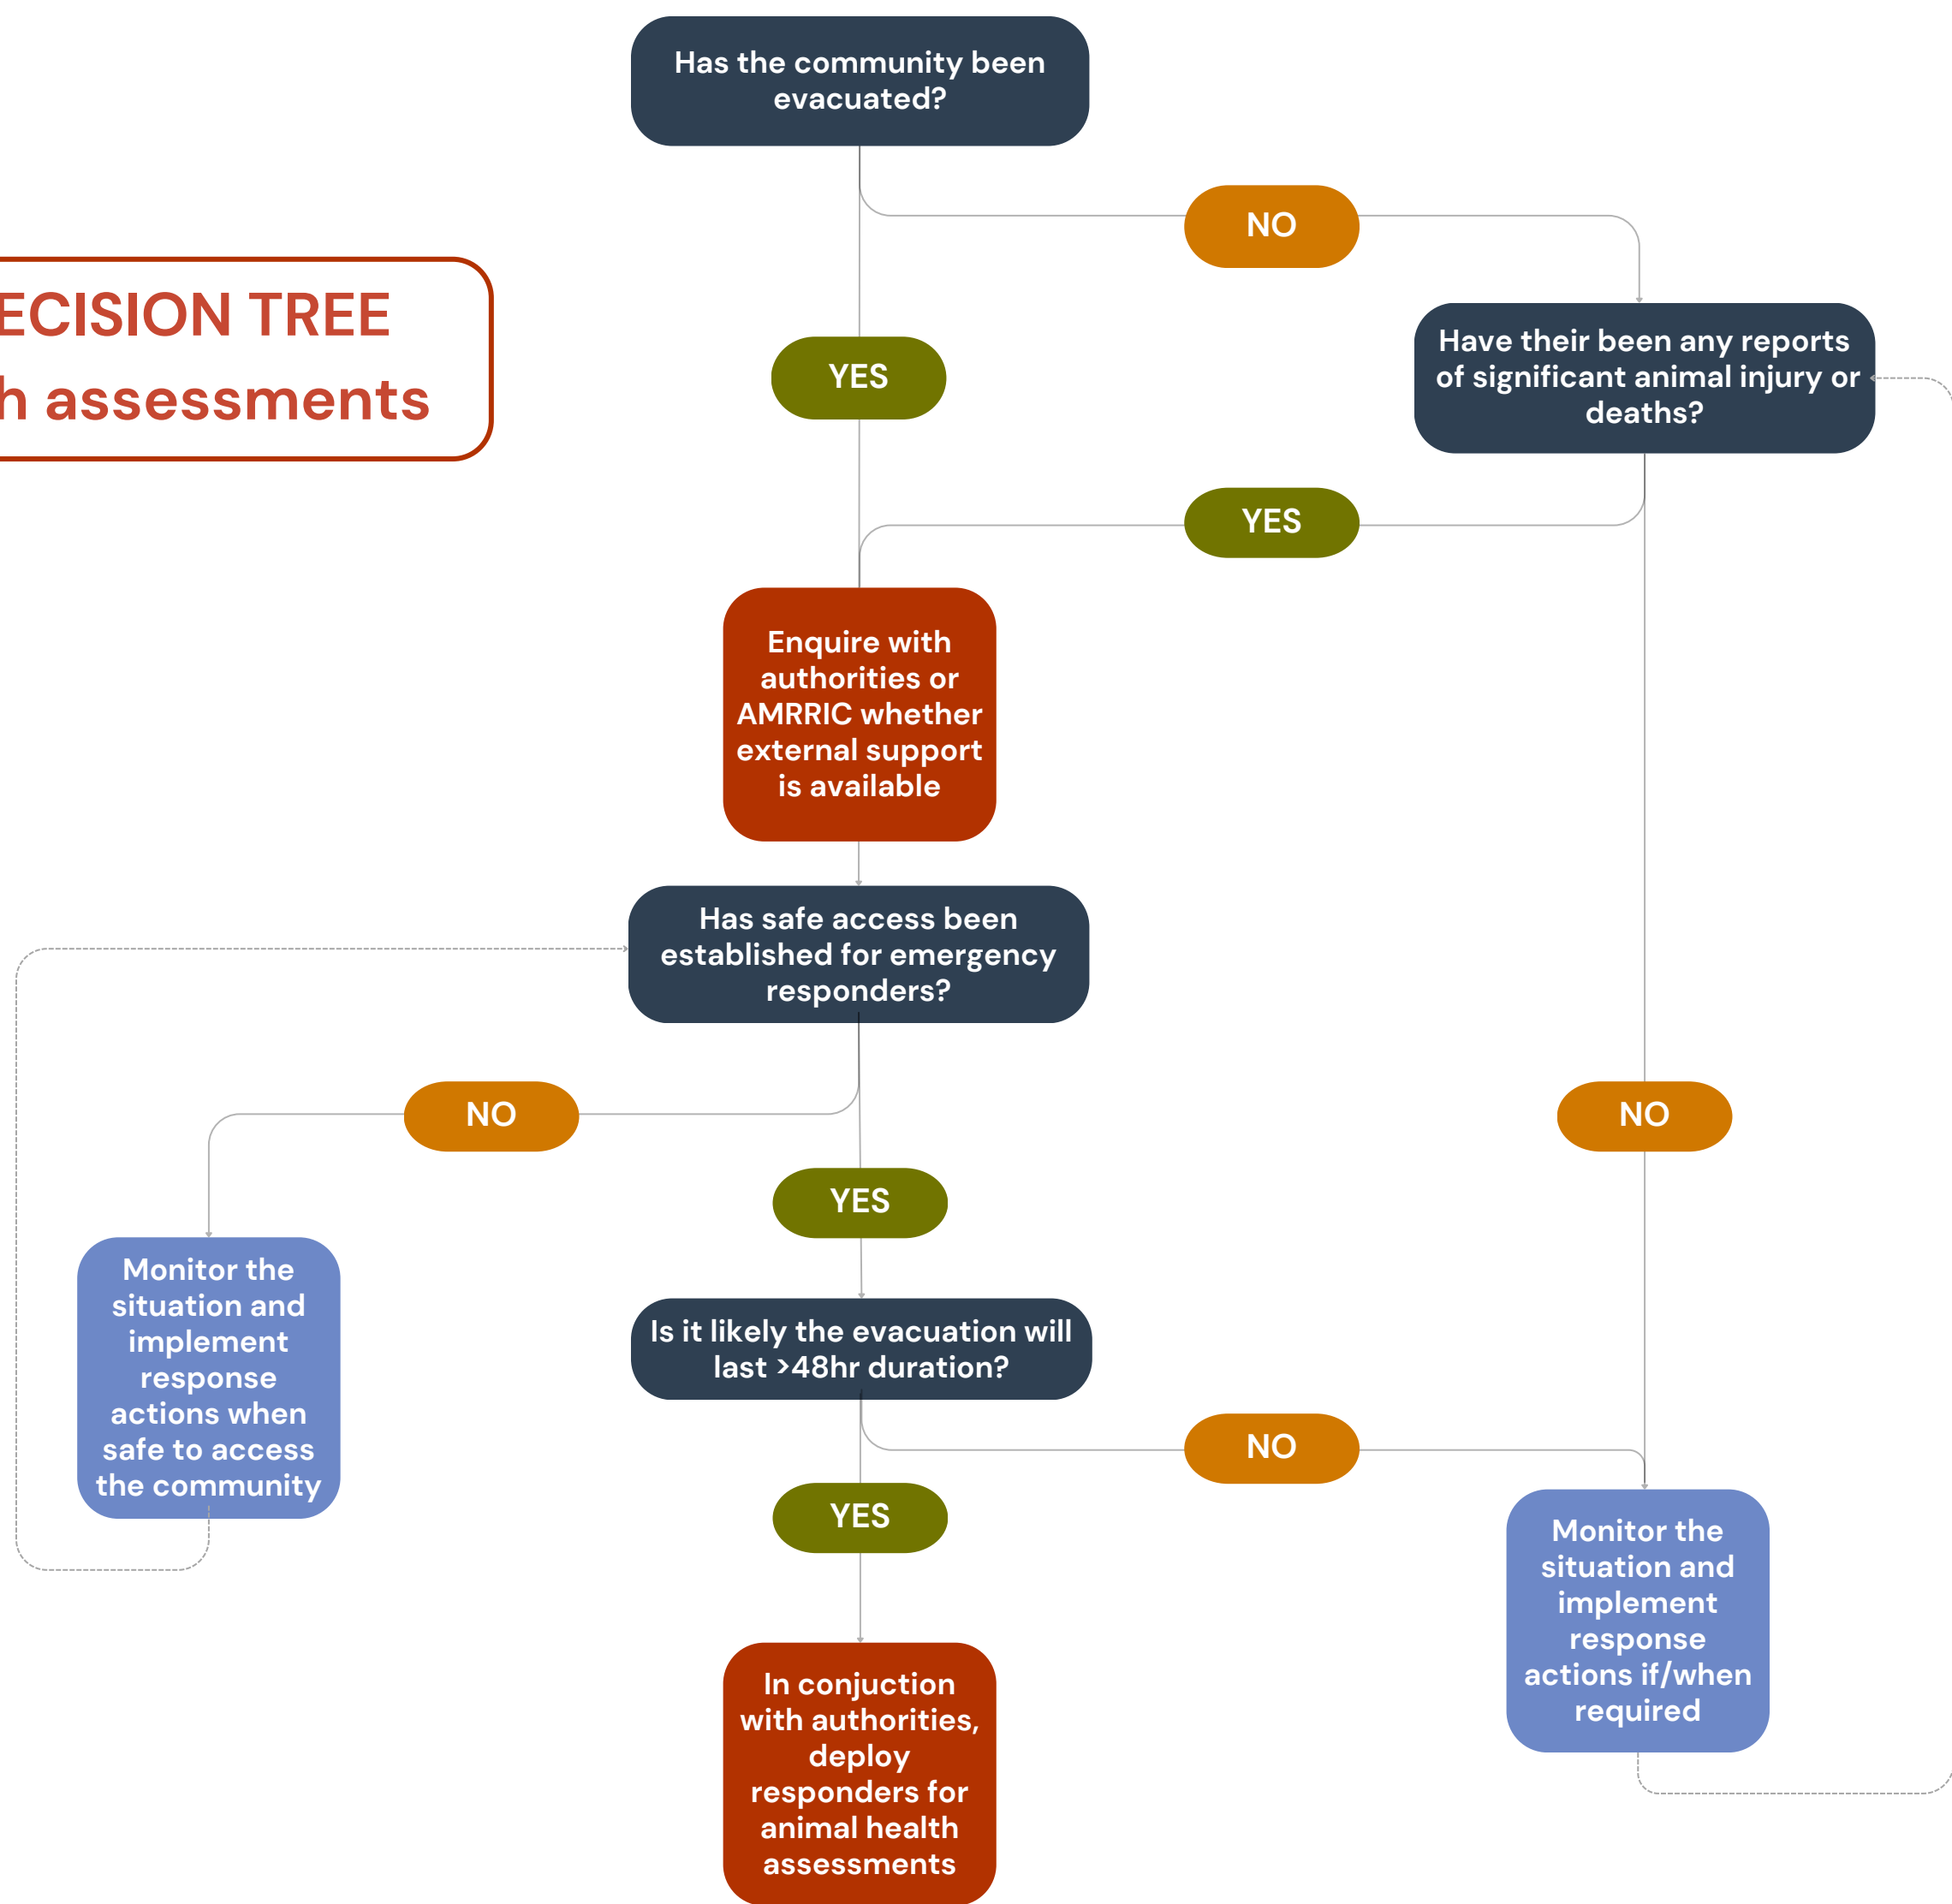 Has the community been
evacuated?
NO
ECISION TREE
h assessments
YES
Have their been any reports
of significant animal injury or
deaths?
YES
Enquire with
authorities or
AMRRIC whether
external support
is available
Has safe access been
established for emergency
responders?
NO
NO
YES
Monitor the
situation and
implement
response
actions when
safe to access
the community
Is it likely the evacuation will
last >48hr duration?
NO
YES
Monitor the
situation and
implement
response
actions if/when
required
In conjuction
with authorities,
deploy
responders for
animal health
assessments